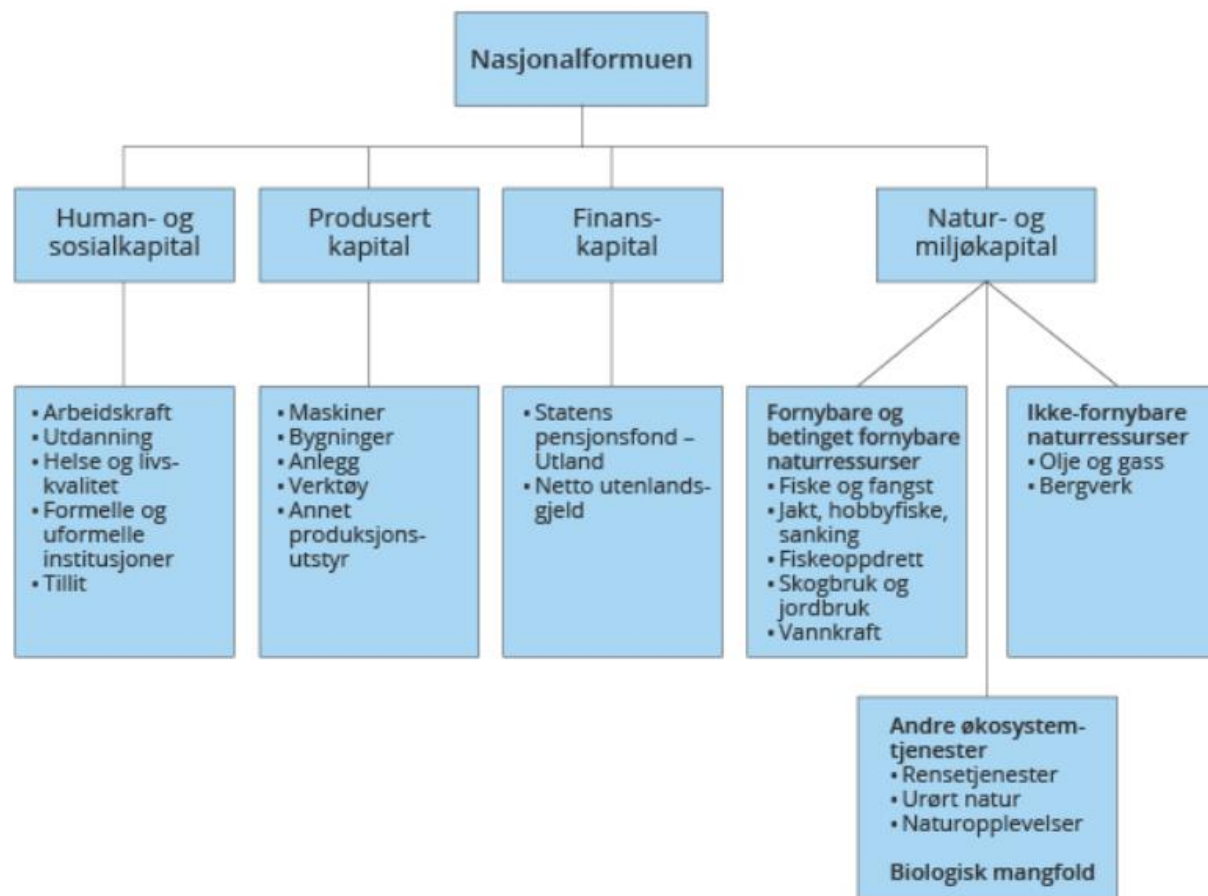 Nasjonalformuen
Human- og
sosialkapital
Produsert
kapital
Finans-
kapital
Natur- og
miljøkapital
▪ Arbeidskraft
▪ Utdanning
▪ Helse og livs-
kvalitet
▪ Formelle og
uformelle
institusjoner
▪ Tillit
▪ Maskiner
▪ Bygninger
▪ Anlegg
▪ Verktøy
▪ Annet
produksjons-
utstyr
▪ Statens
pensjonsfond –
Utland
▪ Netto utenlands-
gjeld
Fornybare og
betinget fornybare
naturressurser
▪ Fiske og fangst
▪ Jakt, hobbyfiske,
sanking
▪ Fiskeoppdrett
▪ Skogbruk og
jordbruk
▪ Vannkraft
Ikke-fornybare
naturressurser
▪ Olje og gass
▪ Bergverk
Andre økosystem-
tjenester
▪ Rensetjenester
▪ Urørt natur
▪ Naturopplevelser
Biologisk mangfold